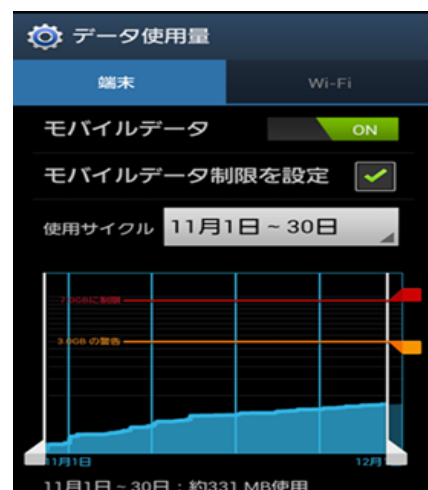 データ使用量
端末
Wi-Fi
モバイルデータ
ON
モバイルデータ制限を設定
使用サイクル
11月1日 ~ 30日
7.0GBに制限
3.0GB の警告
11月1日
12月
11月1日 ~ 30日：約331 MB使用